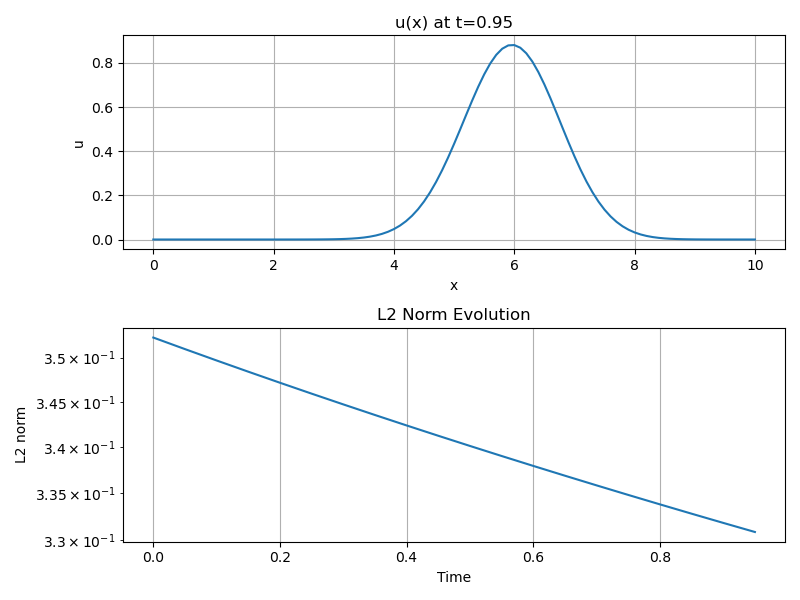 u(x) at t=0.95
0.8
0.6
0.4
0.2
0.0
u
0 2 4 6 8 10
x
L2 Norm Evolution
3.5 × 10⁻¹
3.45 × 10⁻¹
3.4 × 10⁻¹
3.35 × 10⁻¹
3.3 × 10⁻¹
L2 norm
0.0 0.2 0.4 0.6 0.8
Time